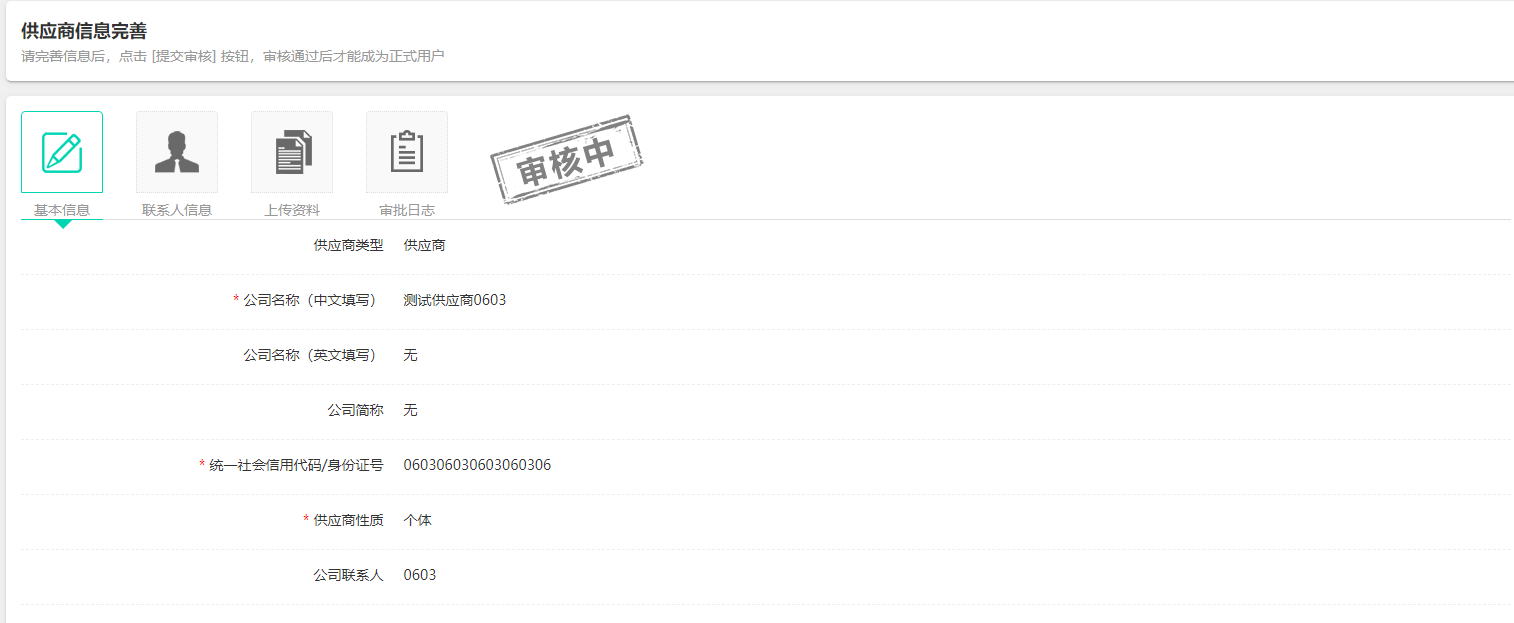 供应商信息完善
请完善信息后，点击 [提交审核] 按钮，审核通过后才能成为正式用户
审核中
基本信息 联系人信息 上传资料 审批日志
供应商类型 供应商
* 公司名称（中文填写） 测试供应商0603
公司名称（英文填写） 无
公司简称 无
* 统一社会信用代码/身份证号 060306030603060306
* 供应商性质 个体
公司联系人 0603